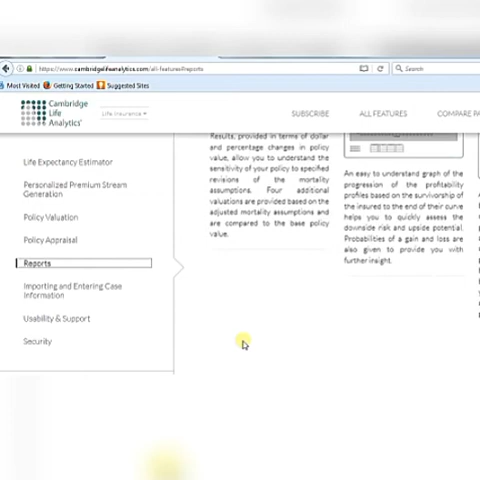 https://www.cambridgelifeanalytics.com/all-features#reports
Search
Most Visited
Getting Started
Suggested Sites
Cambridge
Life
Analytics
Life Insurance
SUBSCRIBE
ALL FEATURES
COMPARE PA
Life Expectancy Estimator
Personalized Premium Stream
Generation
Policy Valuation
Policy Appraisal
Reports
Importing and Entering Case
Information
Usability & Support
Security
Results, provided in terms of dollar
and percentage changes in policy
value, allow you to understand the
sensitivity of your policy to specified
revisions of the mortality
assumptions. Four additional
valuations are provided based on the
adjusted mortality assumptions and
are compared to the base policy
value.
An easy to understand graph of the
progression of the profitability
profiles based on the survivorship of
the insured to the end of their curve
helps you to quickly assess the
downside risk and upside potential.
Probabilities of a gain and loss are
also given to provide you with
further insight.